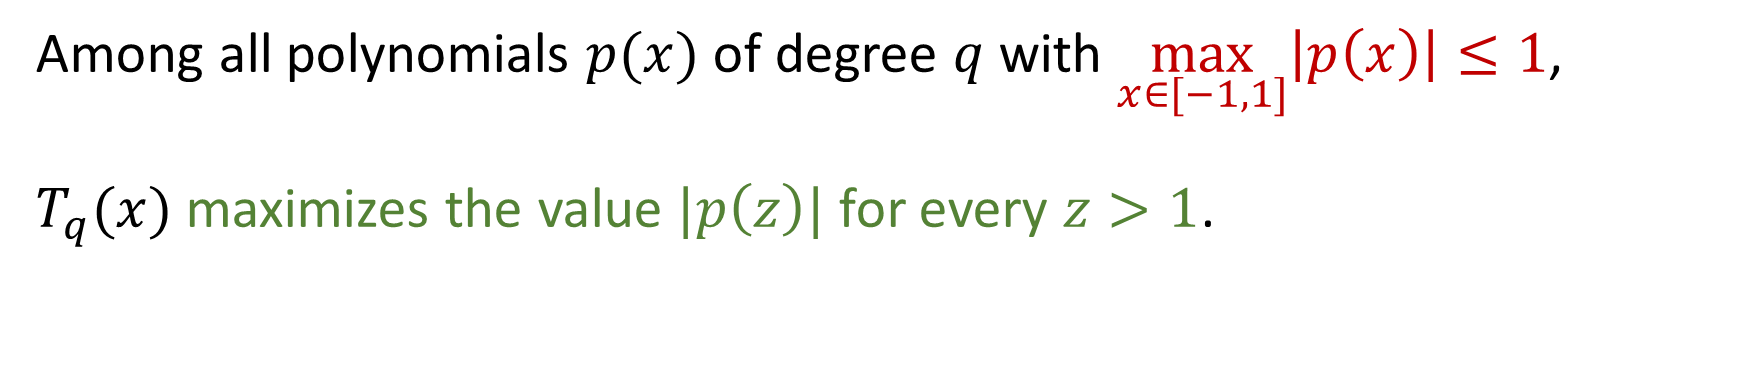 Among all polynomials p(x) of degree q with max_{x∈[−1,1]} |p(x)| ≤ 1,
T_q(x) maximizes the value |p(z)| for every z > 1.